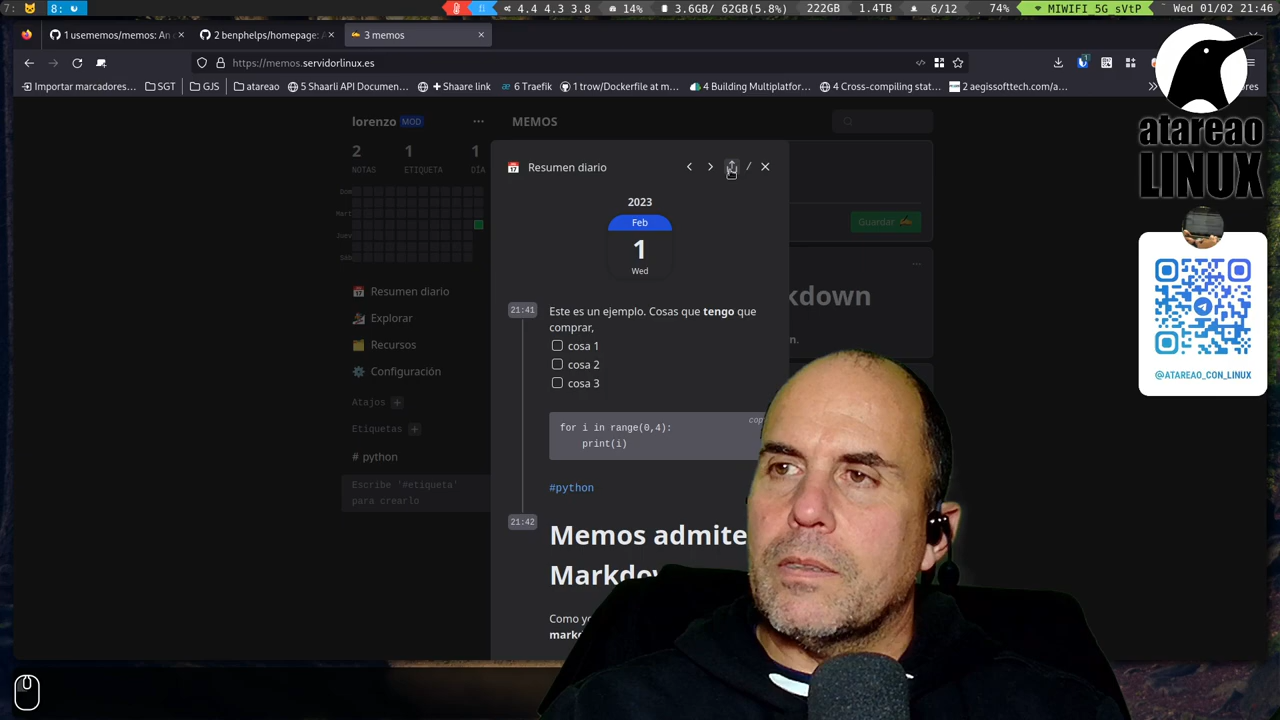 7:
8:
4.4 4.3 3.8
14%
3.6GB/ 62GB(5.8%)
222GB
1.4TB
6/12
74%
MIWIFI 5G sVtP
Wed 01/02
21:46
1 usememos/memos: An
2 benphelps/homepage: A
3 memos
https://memos.servidorlinux.es
Importar marcadores...
SGT
GJS
atareao
5 Shaarli API Documen...
Shaare link
6 Traefik
1 trow/Dockerfile at m...
4 Building Multiplatfor...
4 Cross-compiling stat...
2 aegissofttech.com/a...
ores
atareao
LINUX
@ATAREAO_CON_LINUX
lorenzo MOD
MEMOS
2 1 1
NOTAS ETIQUETA DÍA
Resumen diario
Explorar
Recursos
Configuración
Atajos
Etiquetas
# python
Escribe '#etiqueta'
para crearlo
Resumen diario
/
2023
Feb
1
Wed
21:41
Este es un ejemplo. Cosas que tengo que
comprar,
cosa 1
cosa 2
cosa 3
for i in range(0,4):
print(i)
#python
21:42
Memos admite
Como
Guardar
kdown
n.